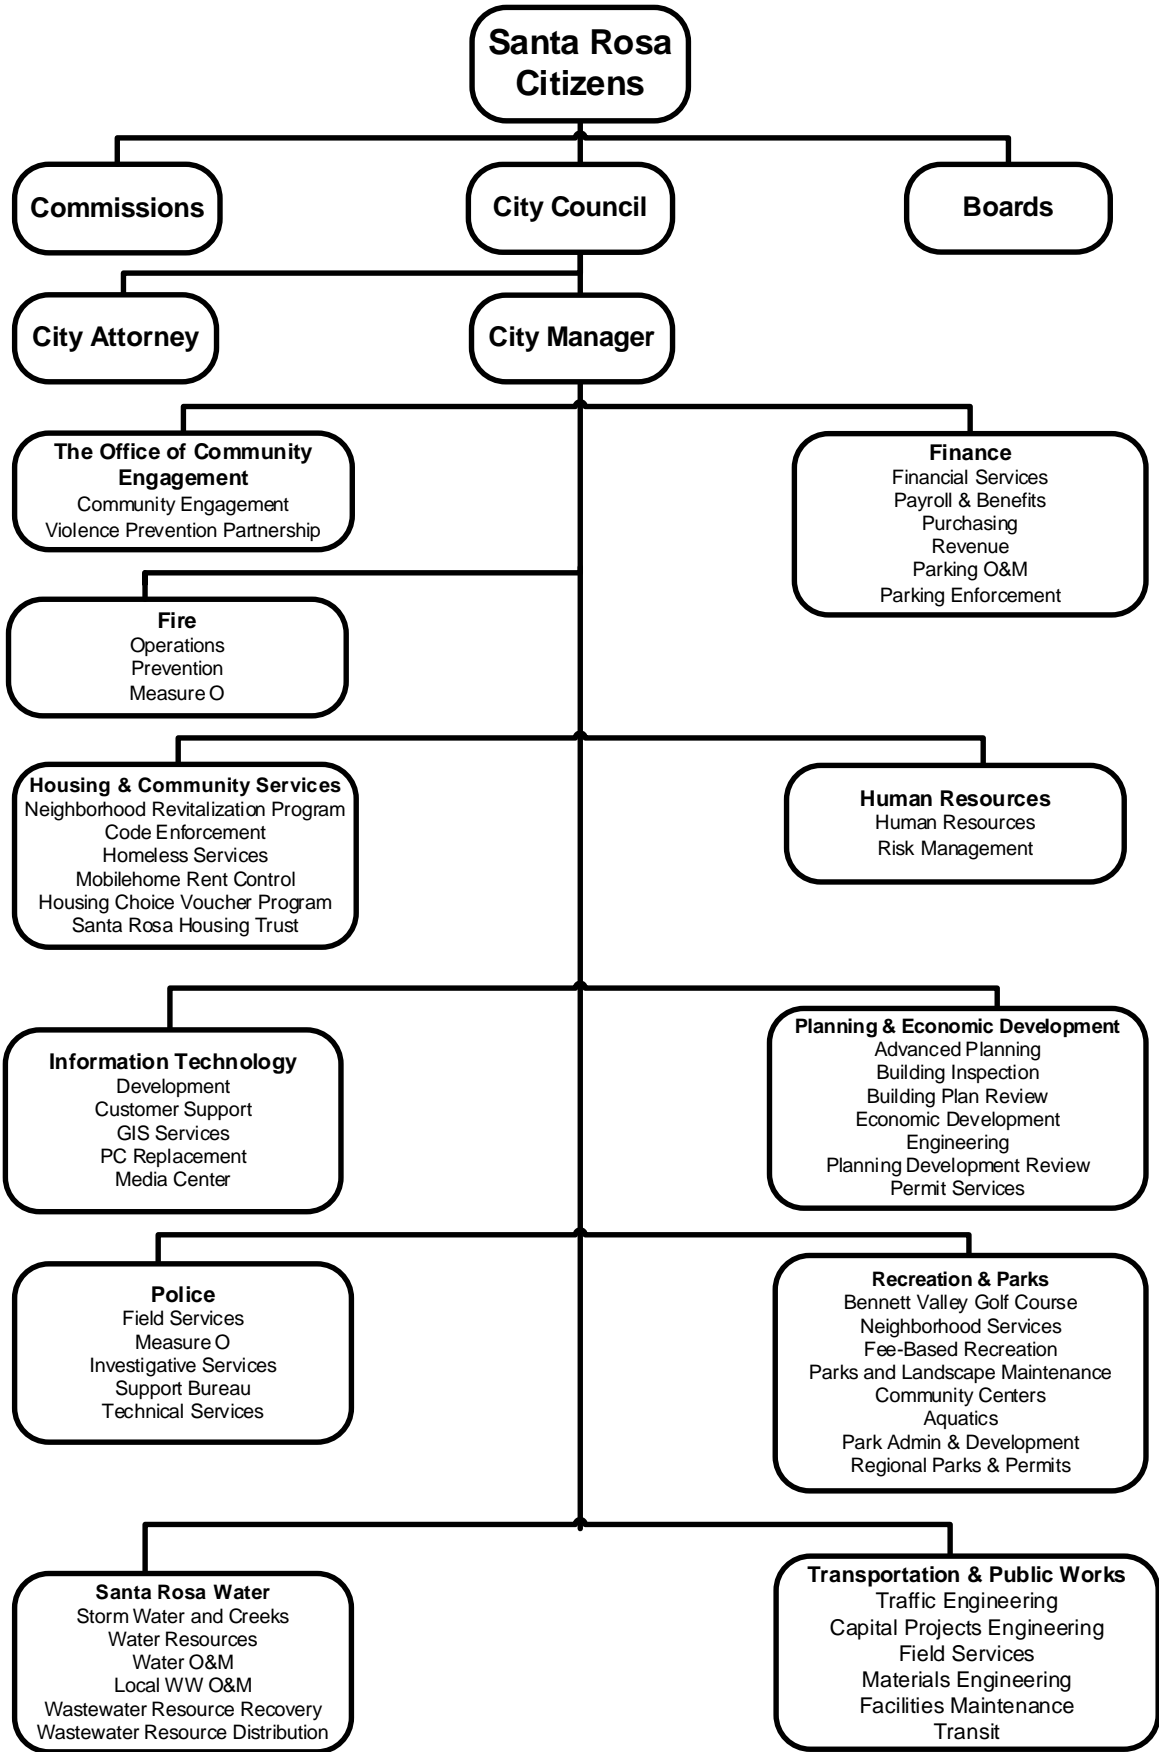 Santa Rosa
Citizens
Commissions
City Council
Boards
City Attorney
City Manager
The Office of Community
Engagement
Community Engagement
Violence Prevention Partnership
Finance
Financial Services
Payroll & Benefits
Purchasing
Revenue
Parking O&M
Parking Enforcement
Fire
Operations
Prevention
Measure O
Housing & Community Services
Neighborhood Revitalization Program
Code Enforcement
Homeless Services
Mobilehome Rent Control
Housing Choice Voucher Program
Santa Rosa Housing Trust
Human Resources
Human Resources
Risk Management
Information Technology
Development
Customer Support
GIS Services
PC Replacement
Media Center
Planning & Economic Development
Advanced Planning
Building Inspection
Building Plan Review
Economic Development
Engineering
Planning Development Review
Permit Services
Police
Field Services
Measure O
Investigative Services
Support Bureau
Technical Services
Recreation & Parks
Bennett Valley Golf Course
Neighborhood Services
Fee-Based Recreation
Parks and Landscape Maintenance
Community Centers
Aquatics
Park Admin & Development
Regional Parks & Permits
Santa Rosa Water
Storm Water and Creeks
Water Resources
Water O&M
Local WW O&M
Wastewater Resource Recovery
Wastewater Resource Distribution
Transportation & Public Works
Traffic Engineering
Capital Projects Engineering
Field Services
Materials Engineering
Facilities Maintenance
Transit